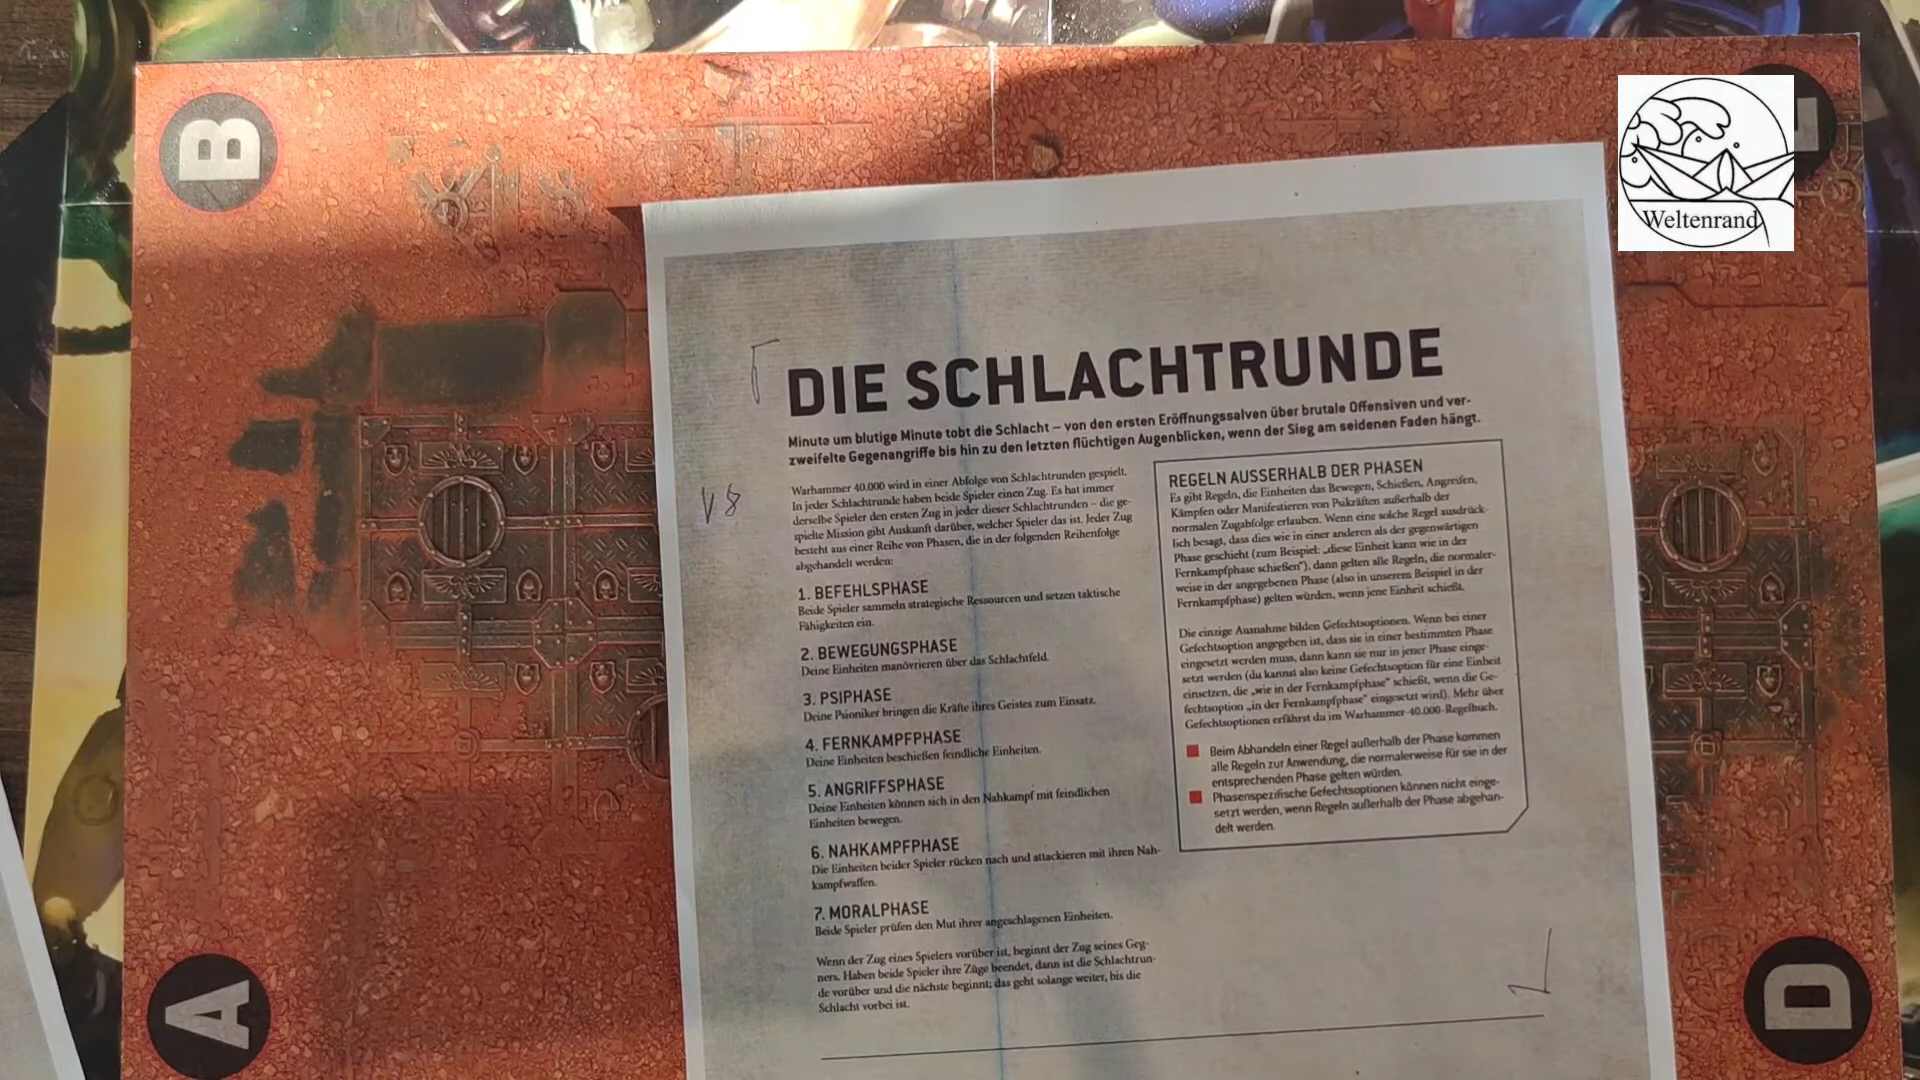 B
Weltenrand
DIE SCHLACHTRUNDE
Minute um blutige Minute tobt die Schlacht – von den ersten Eröffnungssalven über brutale Offensiven und ver-
zweifelte Gegenangriffe bis hin zu den letzten flüchtigen Augenblicken, wenn der Sieg am seidenen Faden hängt.
V8
Warhammer 40.000 wird in einer Abfolge von Schlachtrunden gespielt.
In jeder Schlachtrunde haben beide Spieler einen Zug. Es hat immer
derselbe Spieler den ersten Zug in jeder dieser Schlachtrunden – die ge-
spielte Mission gibt Auskunft darüber, welcher Spieler das ist. Jeder Zug
besteht aus einer Reihe von Phasen, die in der folgenden Reihenfolge
abgehandelt werden:
1. BEFEHLSPHASE
Beide Spieler sammeln strategische Ressourcen und setzen taktische
Fähigkeiten ein.
2. BEWEGUNGSPHASE
Deine Einheiten manövrieren über das Schlachtfeld.
3. PSIPHASE
Deine Psioniker bringen die Kräfte ihres Geistes zum Einsatz.
4. FERNKAMPFPHASE
Deine Einheiten beschießen feindliche Einheiten.
5. ANGRIFFSPHASE
Deine Einheiten können sich in den Nahkampf mit feindlichen
Einheiten bewegen.
6. NAHKAMPFPHASE
Die Einheiten beider Spieler rücken nach und attackieren mit ihren Nah-
kampfwaffen.
7. MORALPHASE
Beide Spieler prüfen den Mut ihrer angeschlagenen Einheiten.
Wenn der Zug eines Spielers vorüber ist, beginnt der Zug seines Geg-
ners. Haben beide Spieler ihre Züge beendet, dann ist die Schlachtrun-
de vorüber und die nächste beginnt; das geht solange weiter, bis die
Schlacht vorbei ist.
REGELN AUSSERHALB DER PHASEN
Es gibt Regeln, die Einheiten das Bewegen, Schießen, Angreifen,
Kämpfen oder Manifestieren von Psikräften außerhalb der
normalen Zugabfolge erlauben. Wenn eine solche Regel ausdrück-
lich besagt, dass dies wie in einer anderen als der gegenwärtigen
Phase geschieht (zum Beispiel: „diese Einheit kann wie in der
Fernkampfphase schießen“), dann gelten alle Regeln, die normaler-
weise in der angegebenen Phase (also in unserem Beispiel in der
Fernkampfphase) gelten würden, wenn jene Einheit schießt.
Die einzige Ausnahme bilden Gefechtsoptionen. Wenn bei einer
Gefechtsoption angegeben ist, dass sie in einer bestimmten Phase
eingesetzt werden muss, dann kann sie nur in jener Phase einge-
setzt werden (du kannst also keine Gefechtsoption für eine Einheit
einsetzen, die „wie in der Fernkampfphase“ schießt, wenn die Ge-
fechtsoption „in der Fernkampfphase“ eingesetzt wird). Mehr über
Gefechtsoptionen erfährst du im Warhammer-40.000-Regelbuch.
Beim Abhandeln einer Regel außerhalb der Phase kommen
alle Regeln zur Anwendung, die normalerweise für sie in der
entsprechenden Phase gelten würden.
Phasenspezifische Gefechtsoptionen können nicht einge-
setzt werden, wenn Regeln außerhalb der Phase abgehan-
delt werden.
A
D